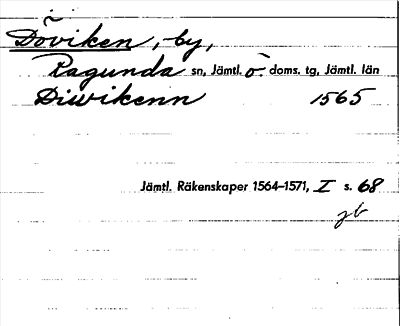 Döviken, by,
Ragunda sn, Jämtl. ö. doms. tg, Jämtl. län
Diwikenn 1565
Jämtl. Räkenskaper 1564-1571, I s. 68